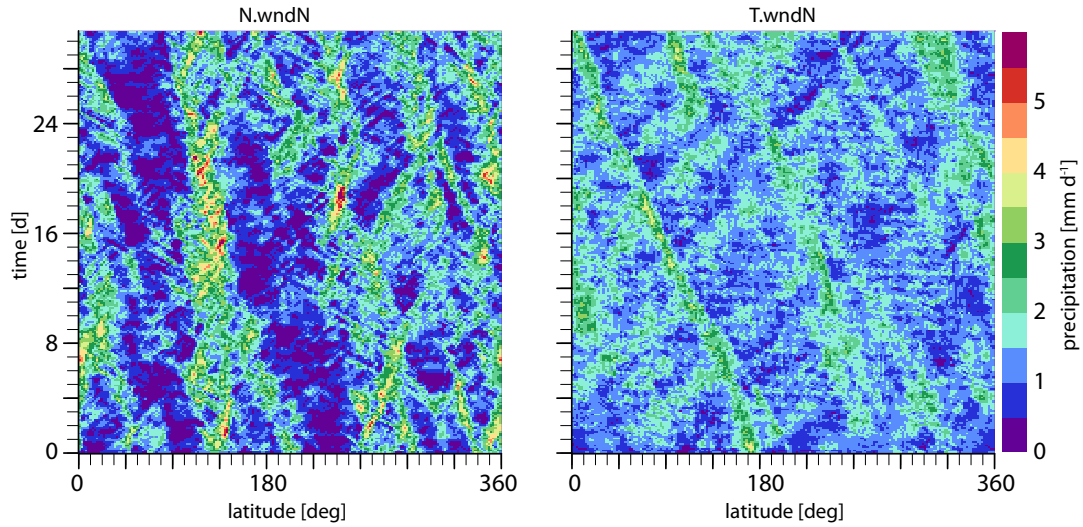 N.wndN
T.wndN
24
16
8
0
time [d]
0
180
360
latitude [deg]
0
180
360
latitude [deg]
5
4
3
2
1
0
precipitation [mm d⁻¹]